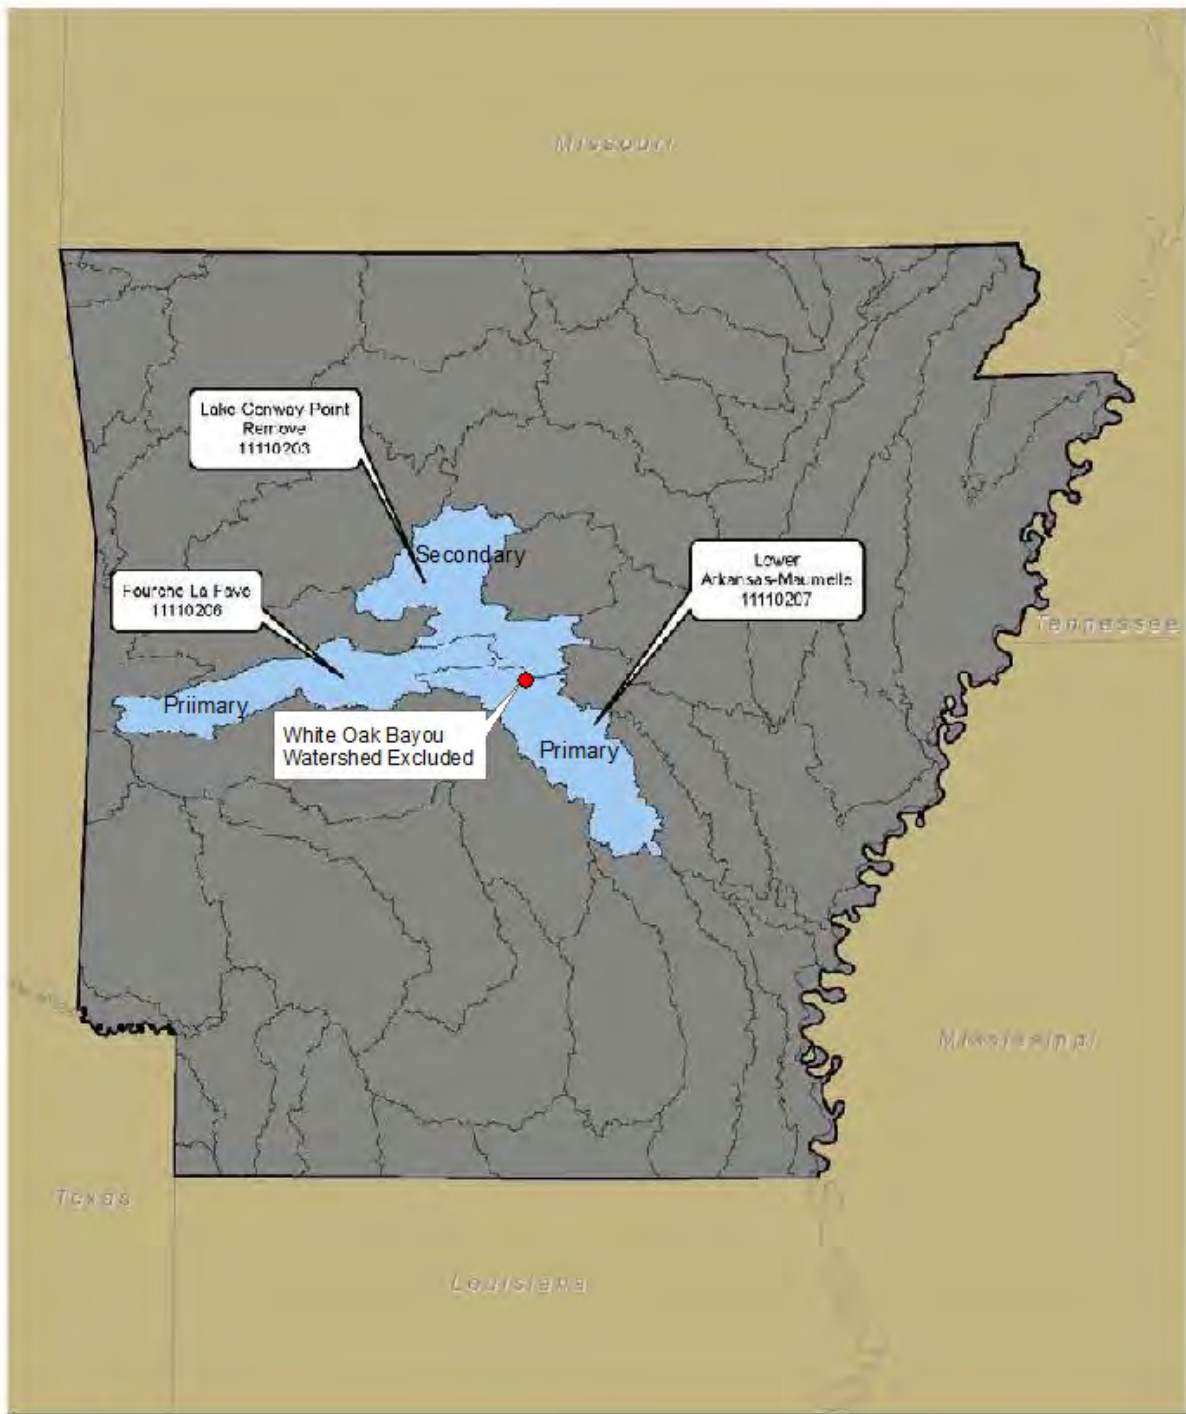 Missouri
Lake Conway Point
Remove
11110203
Secondary
Lower
Arkansas-Maumelle
11110207
Fourche La Fave
11110206
Tennessee
Priimary
White Oak Bayou
Watershed Excluded
Primary
Mississippi
Texas
Louisiana